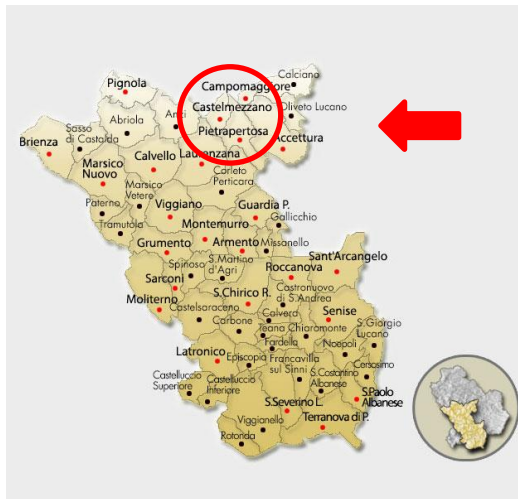 Calciano
Pignola
Campomaggiore
Castelmezzano
Oliveto Lucano
Abriola
Anzi
Pietrapertosa
Accettura
Sasso
di Castalda
Brienza
Calvello
Laurenzana
Marsico
Nuovo
Corleto
Perticara
Marsico
Vetere
Paterno
Viggiano
Guardia P.
Gallicchio
Tramutola
Montemurro
Grumento
Armento
Missanello
Sant'Arcangelo
Spinoso
S.Martino
d'Agri
Roccanova
Sarconi
Castronuovo
di S.Andrea
Moliterno
S.Chirico R.
Senise
Castelsaraceno
Calvera
Carbone
Teana
Chiaromonte
S.Giorgio
Lucano
Fardella
Noepoli
Latronico
Episcopia
Francavilla
sul Sinni
Cersosimo
S.Costantino
Albanese
Castelluccio
Superiore
Castelluccio
Inferiore
S.Paolo
Albanese
S.Severino L.
Viggianello
Terranova di P.
Rotonda